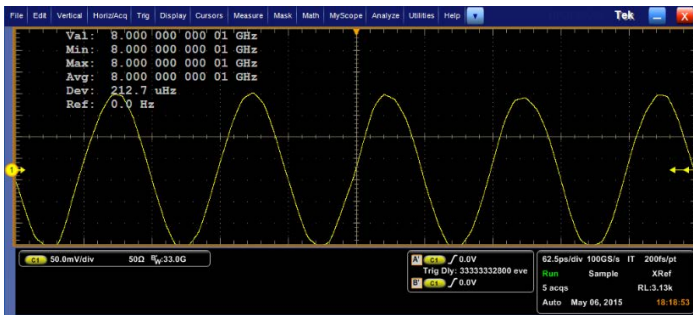 File Edit Vertical Horiz/Acq Trig Display Cursors Measure Mask Math MyScope Analyze Utilities Help Tek X
Val: 8.000 000 000 01 GHz
Min: 8.000 000 000 01 GHz
Max: 8.000 000 000 01 GHz
Avg: 8.000 000 000 01 GHz
Dev: 212.7 uHz
Ref: 0.0 Hz
1
C1 50.0mV/div 50Ω BW:33.0G
A' C1 0.0V
Trig Dly: 33333332800 eve
B' C1 0.0V
62.5ps/div 100GS/s IT 200fs/pt
Run Sample XRef
5 acqs RL:3.13k
Auto May 06, 2015 18:18:53